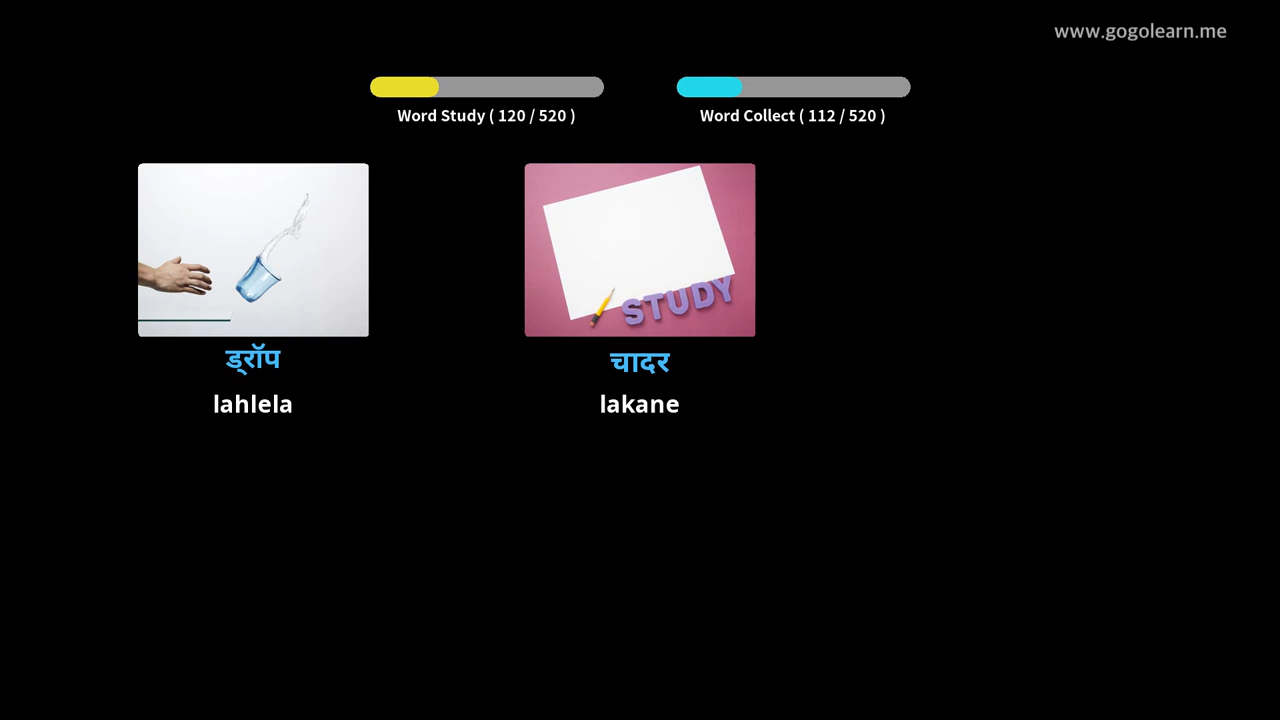 www.gogolearn.me
Word Study ( 120 / 520 )
Word Collect ( 112 / 520 )
STUDY
ड्रॉप
चादर
lahlela
lakane